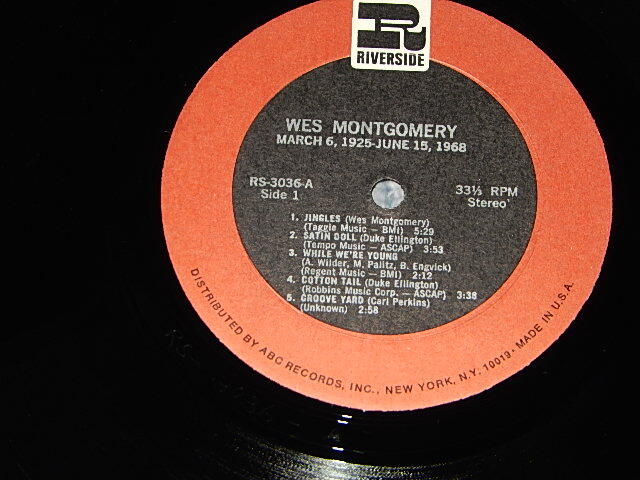 R
RIVERSIDE
WES MONTGOMERY
MARCH 6, 1925-JUNE 15, 1968
RS-3036-A
Side 1
33⅓ RPM
Stereo
1. JINGLES (Wes Montgomery)
(Taggie Music — BMI) 5:29
2. SATIN DOLL (Duke Ellington)
(Tempo Music — ASCAP) 3:53
3. WHILE WE'RE YOUNG
(A. Wilder, M. Palitz, B. Engvick)
(Regent Music — BMI) 2:12
4. COTTON TAIL (Duke Ellington)
(Robbins Music Corp. — ASCAP) 3:38
5. GROOVE YARD (Carl Perkins)
(Unknown) 2:58
DISTRIBUTED BY ABC RECORDS, INC., NEW YORK, N.Y. 10019 • MADE IN U.S.A.